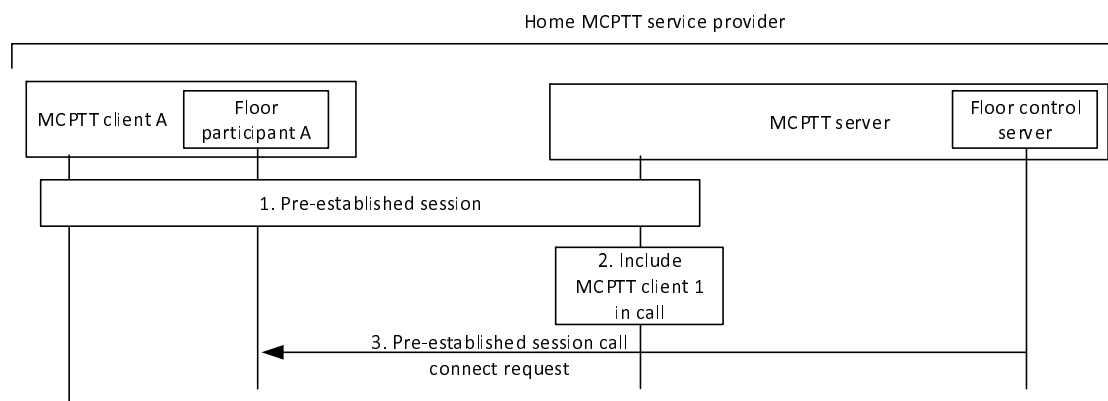 Home MCPTT service provider
MCPTT client A
Floor
participant A
MCPTT server
Floor control
server
1. Pre-established session
2. Include
MCPTT client 1
in call
3. Pre-established session call
connect request